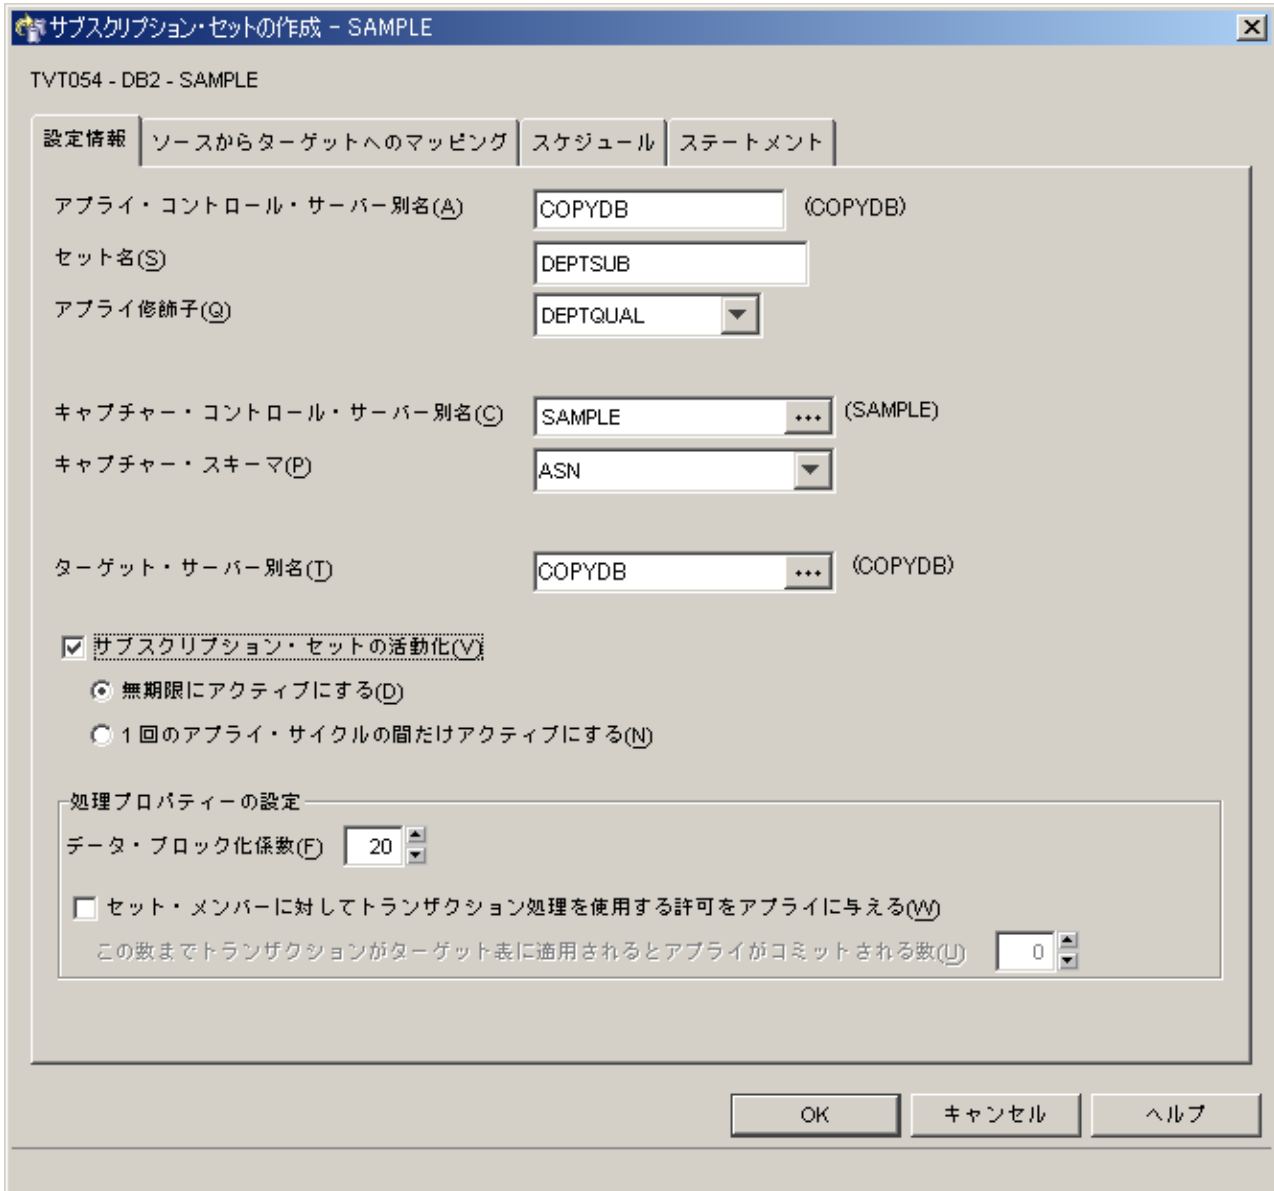 サブスクリプション・セットの作成 - SAMPLE
TVT054 - DB2 - SAMPLE
設定情報 ソースからターゲットへのマッピング スケジュール ステートメント
アプライ・コントロール・サーバー別名(A) COPYDB (COPYDB)
セット名(S) DEPTSUB
アプライ修飾子(Q) DEPTQUAL
キャプチャー・コントロール・サーバー別名(C) SAMPLE ... (SAMPLE)
キャプチャー・スキーマ(P) ASN
ターゲット・サーバー別名(T) COPYDB ... (COPYDB)
サブスクリプション・セットの活動化(V)
無期限にアクティブにする(D)
1回のアプライ・サイクルの間だけアクティブにする(N)
処理プロパティーの設定
データ・ブロック化係数(F) 20
セット・メンバーに対してトランザクション処理を使用する許可をアプライに与える(W)
この数までトランザクションがターゲット表に適用されるとアプライがコミットされる数(U) 0
OK キャンセル ヘルプ